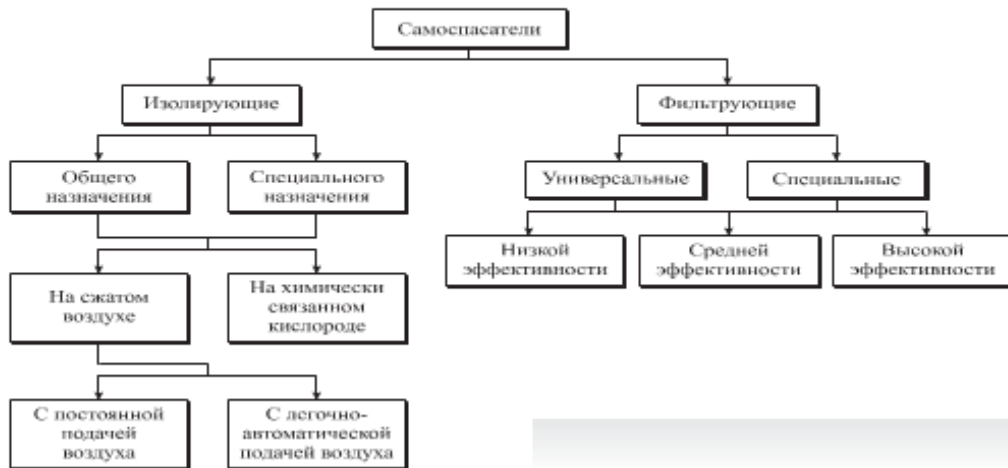 Самоспасатели
Изолирующие
Фильтрующие
Общего
назначения
Специального
назначения
Универсальные
Специальные
Низкой
эффективности
Средней
эффективности
Высокой
эффективности
На сжатом
воздухе
На химически
связанном
кислороде
С постоянной
подачей
воздуха
С легочно-
автоматической
подачей воздуха